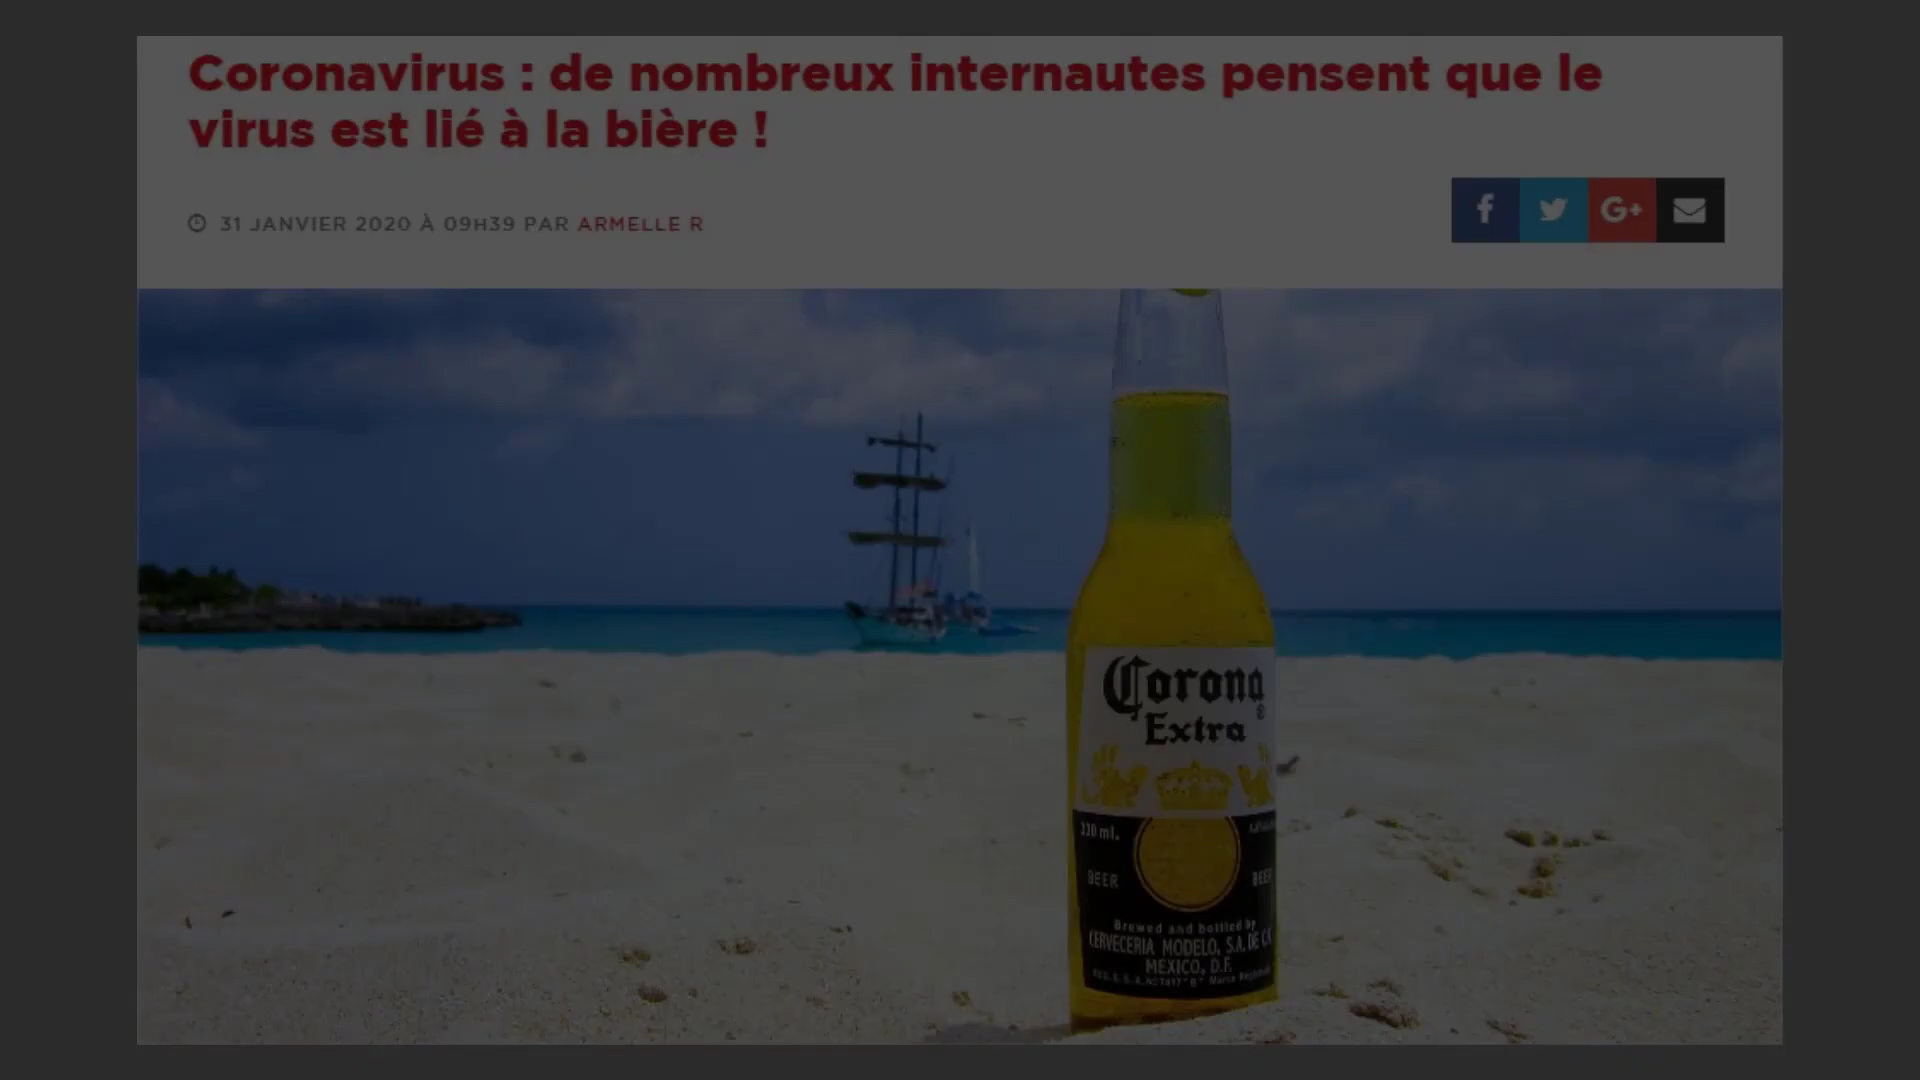 Coronavirus : de nombreux internautes pensent que le
virus est lié à la bière !
31 JANVIER 2020 À 09H39 PAR ARMELLE R
f G+
Corona
Extra
BEER BEER
Brewed and bottled by
CERVECERIA MODELO, S.A. DE C.V.
MEXICO, D.F.